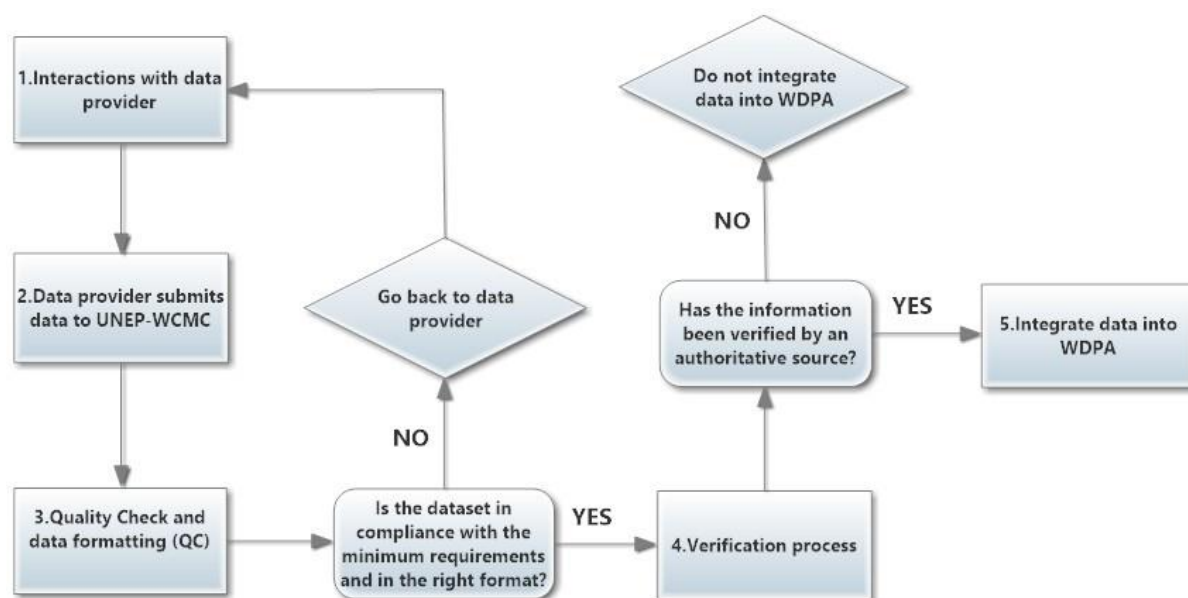 1.Interactions with data
provider
2.Data provider submits
data to UNEP-WCMC
3.Quality Check and
data formatting (QC)
Is the dataset in
compliance with the
minimum requirements
and in the right format?
NO
Go back to data
provider
YES
4.Verification process
Has the information
been verified by an
authoritative source?
NO
Do not integrate
data into WDPA
YES
5.Integrate data into
WDPA